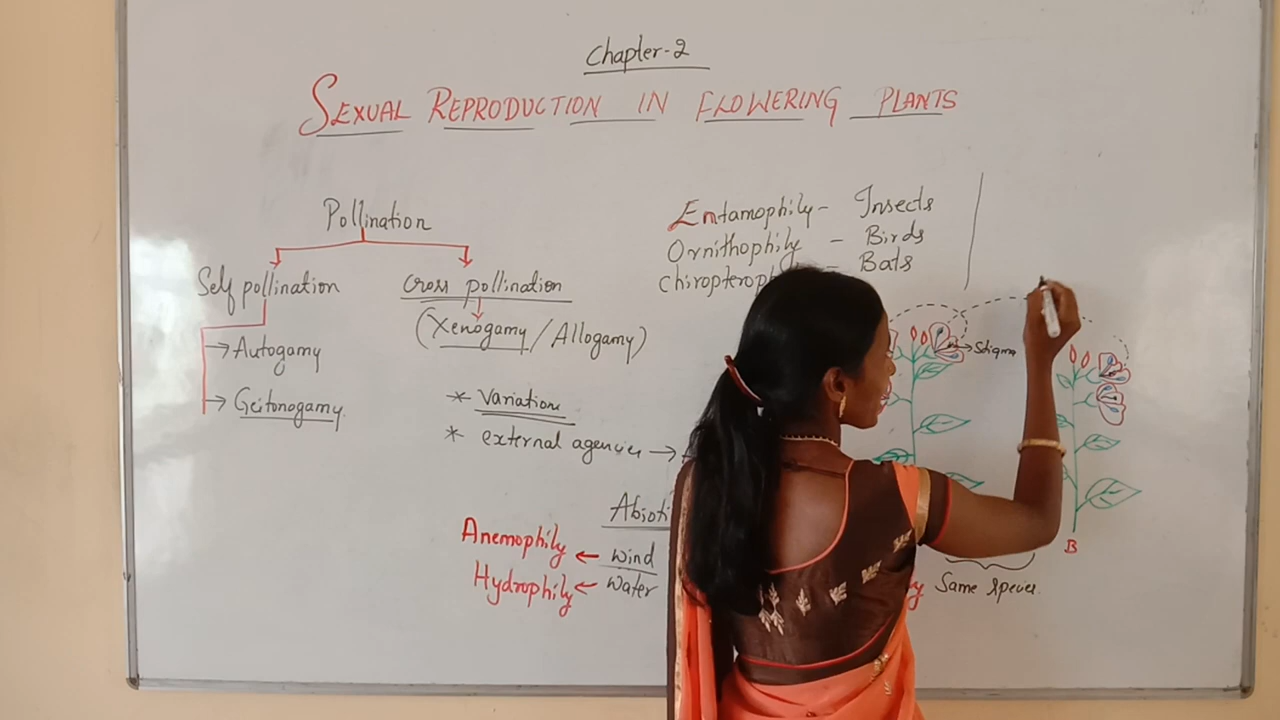 Chapter-2
SEXUAL REPRODUCTION IN FLOWERING PLANTS
Pollination
Self pollination
Autogamy
Geitonogamy.
Cross pollination
(Xenogamy / Allogamy)
* Variation
* external agencies →
Abioti
Anemophily ← wind
Hydrophily ← water
Entamophily - Insects
Ornithophily - Birds
Chiropterop - Bats
Stigma
B
Same species.